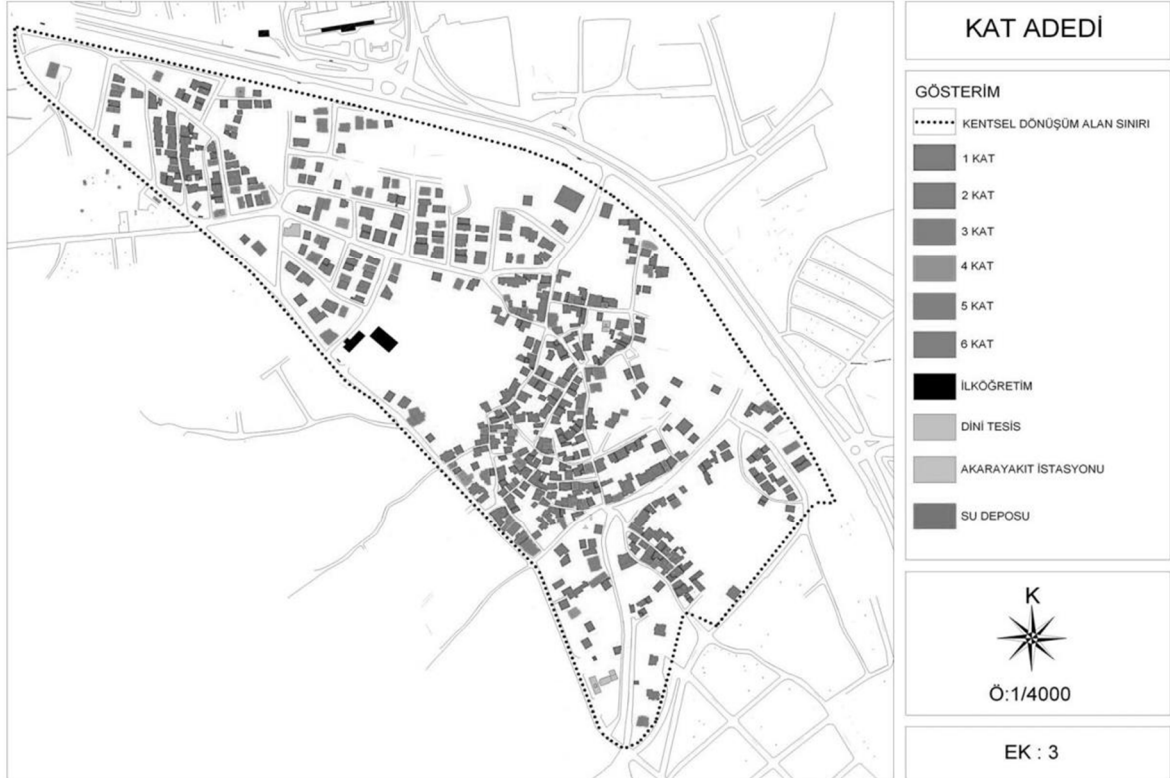 KAT ADEDİ
GÖSTERİM
KENTSEL DÖNÜŞÜM ALAN SINIRI
1 KAT
2 KAT
3 KAT
4 KAT
5 KAT
6 KAT
İLKÖĞRETİM
DİNİ TESİS
AKARAYAKIT İSTASYONU
SU DEPOSU
K
Ö:1/4000
EK : 3